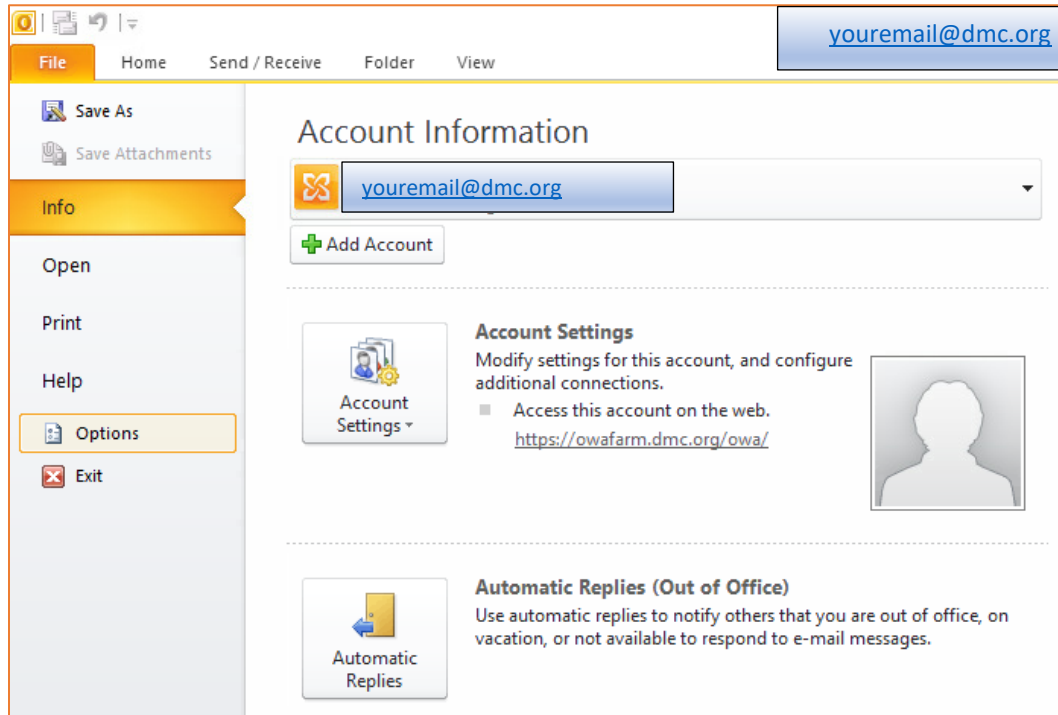 youremail@dmc.org
File Home Send / Receive Folder View
Save As
Save Attachments
Info
Open
Print
Help
Options
Exit
Account Information
youremail@dmc.org
Add Account
Account Settings
Account Settings
Modify settings for this account, and configure
additional connections.
Access this account on the web.
https://owafarm.dmc.org/owa/
Automatic
Replies
Automatic Replies (Out of Office)
Use automatic replies to notify others that you are out of office, on
vacation, or not available to respond to e-mail messages.